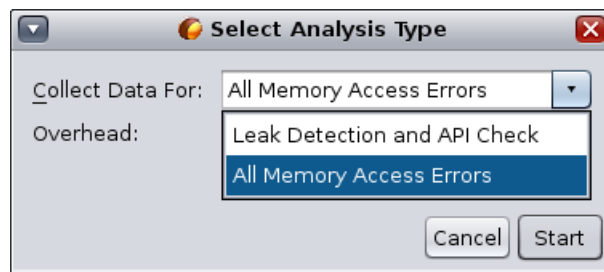 Select Analysis Type
Collect Data For: All Memory Access Errors
Overhead: Leak Detection and API Check
All Memory Access Errors
Cancel Start